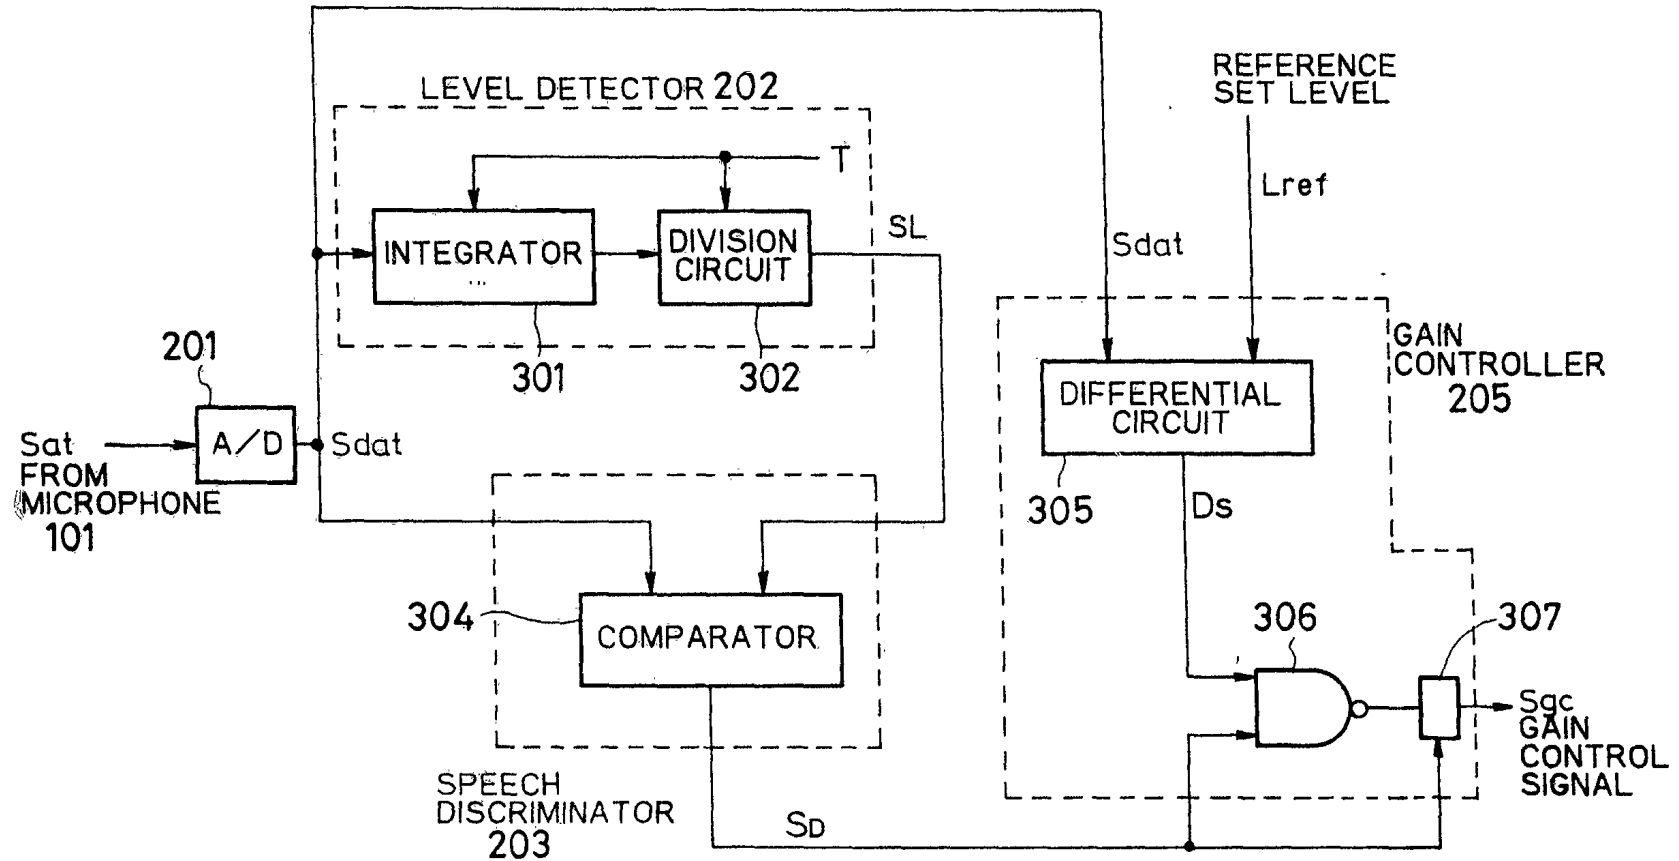 LEVEL DETECTOR 202
REFERENCE
SET LEVEL
T
Lref
INTEGRATOR
...
DIVISION
CIRCUIT
SL
Sdat
301
302
201
A/D
Sat
FROM
MICROPHONE
101
Sdat
GAIN
CONTROLLER
205
DIFFERENTIAL
CIRCUIT
305
Ds
304
COMPARATOR
306
307
Sgc
GAIN
CONTROL
SIGNAL
SPEECH
DISCRIMINATOR
203
SD